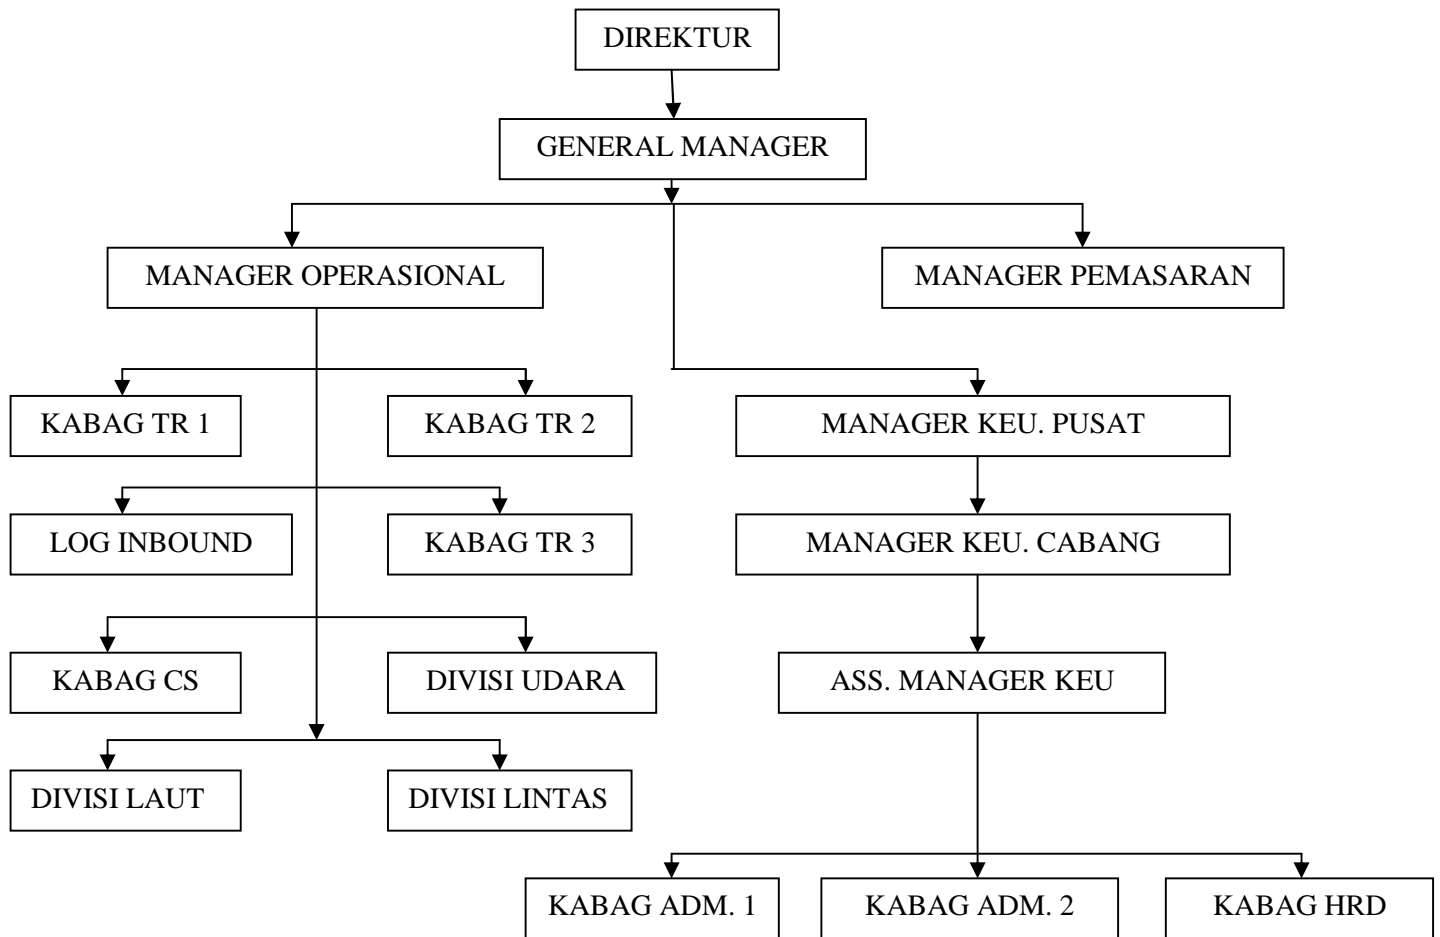 DIREKTUR
GENERAL MANAGER
MANAGER OPERASIONAL
MANAGER PEMASARAN
KABAG TR 1
KABAG TR 2
MANAGER KEU. PUSAT
LOG INBOUND
KABAG TR 3
MANAGER KEU. CABANG
KABAG CS
DIVISI UDARA
ASS. MANAGER KEU
DIVISI LAUT
DIVISI LINTAS
KABAG ADM. 1
KABAG ADM. 2
KABAG HRD